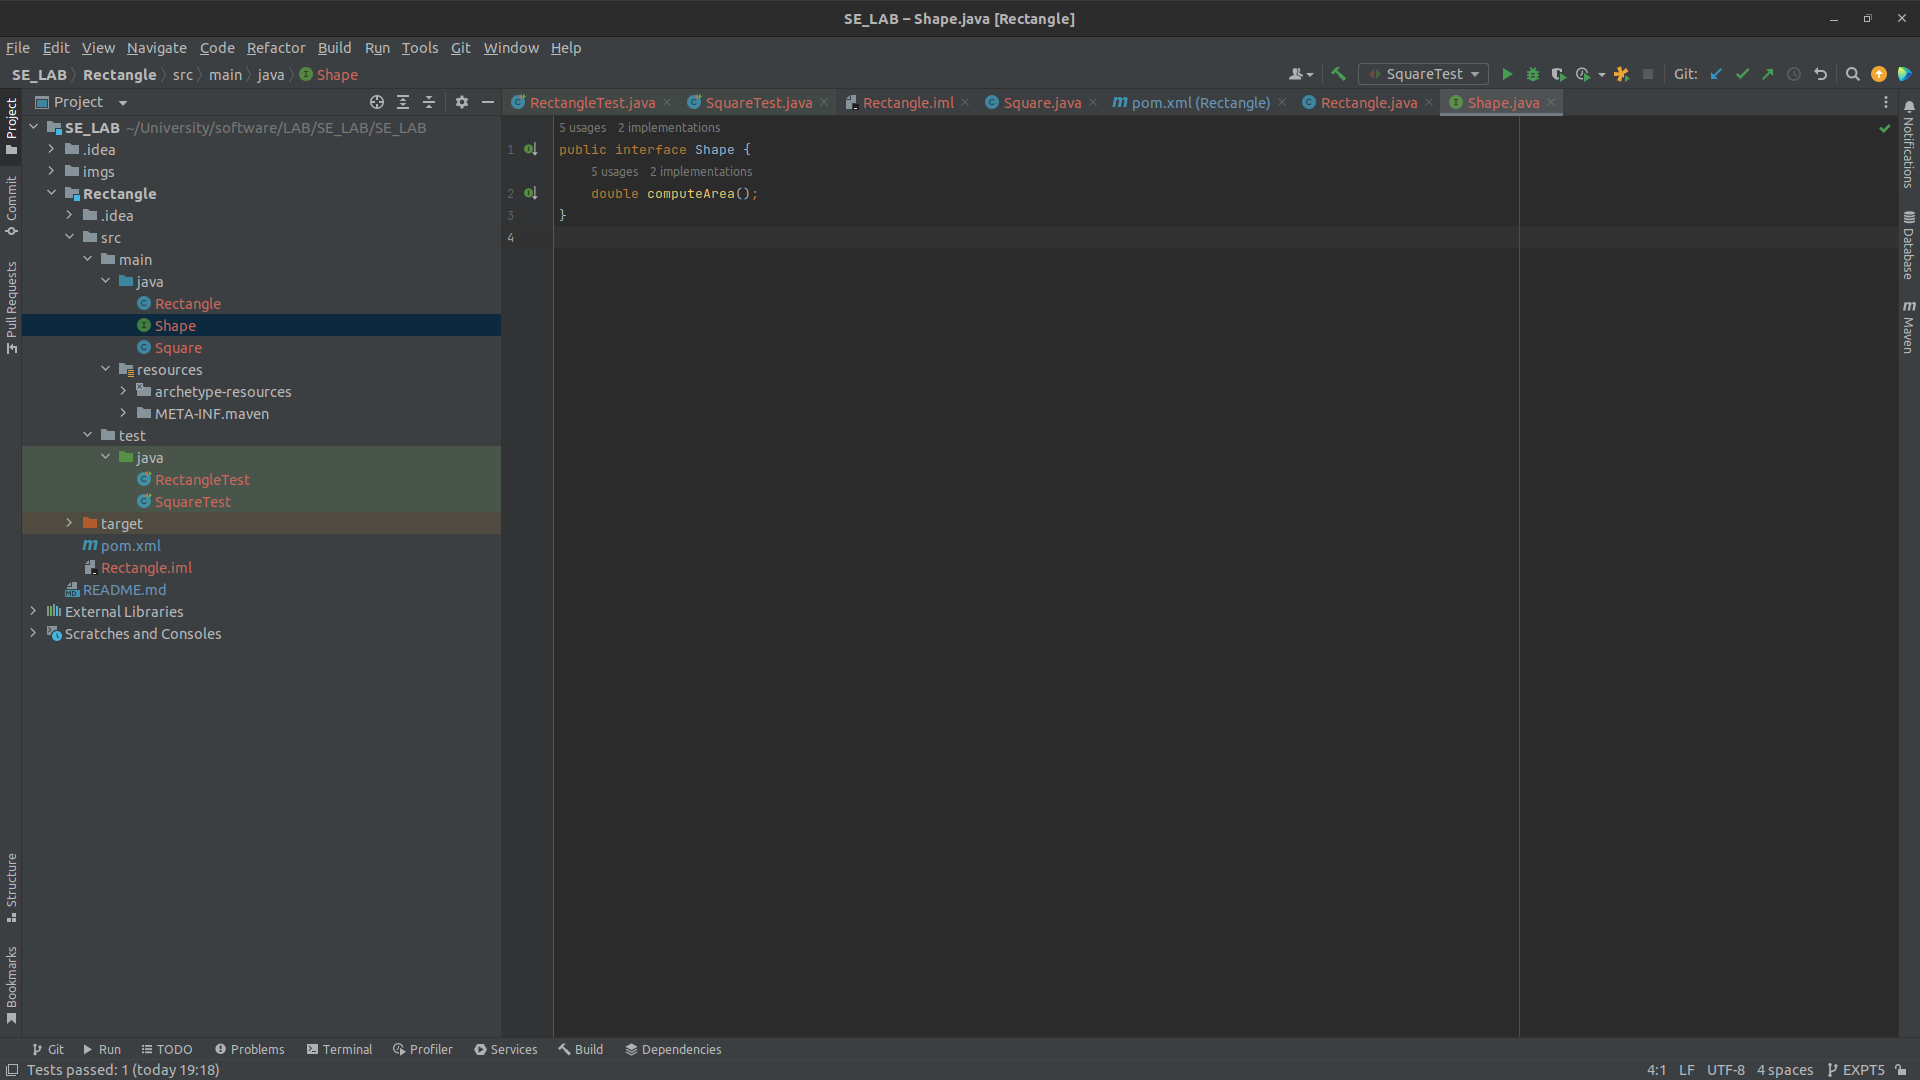 SE_LAB – Shape.java [Rectangle]
File Edit View Navigate Code Refactor Build Run Tools Git Window Help
SE_LAB Rectangle src main java Shape
SquareTest Git:
Project
RectangleTest.java SquareTest.java Rectangle.iml Square.java pom.xml (Rectangle) Rectangle.java Shape.java
Project
Commit
Pull Requests
Structure
Bookmarks
SE_LAB ~/University/software/LAB/SE_LAB/SE_LAB
.idea
imgs
Rectangle
.idea
src
main
java
Rectangle
Shape
Square
resources
archetype-resources
META-INF.maven
test
java
RectangleTest
SquareTest
target
pom.xml
Rectangle.iml
README.md
External Libraries
Scratches and Consoles
5 usages 2 implementations
1 public interface Shape {
5 usages 2 implementations
2 double computeArea();
3 }
4
Notifications
Database
Maven
Git Run TODO Problems Terminal Profiler Services Build Dependencies
Tests passed: 1 (today 19:18)
4:1 LF UTF-8 4 spaces EXPT5